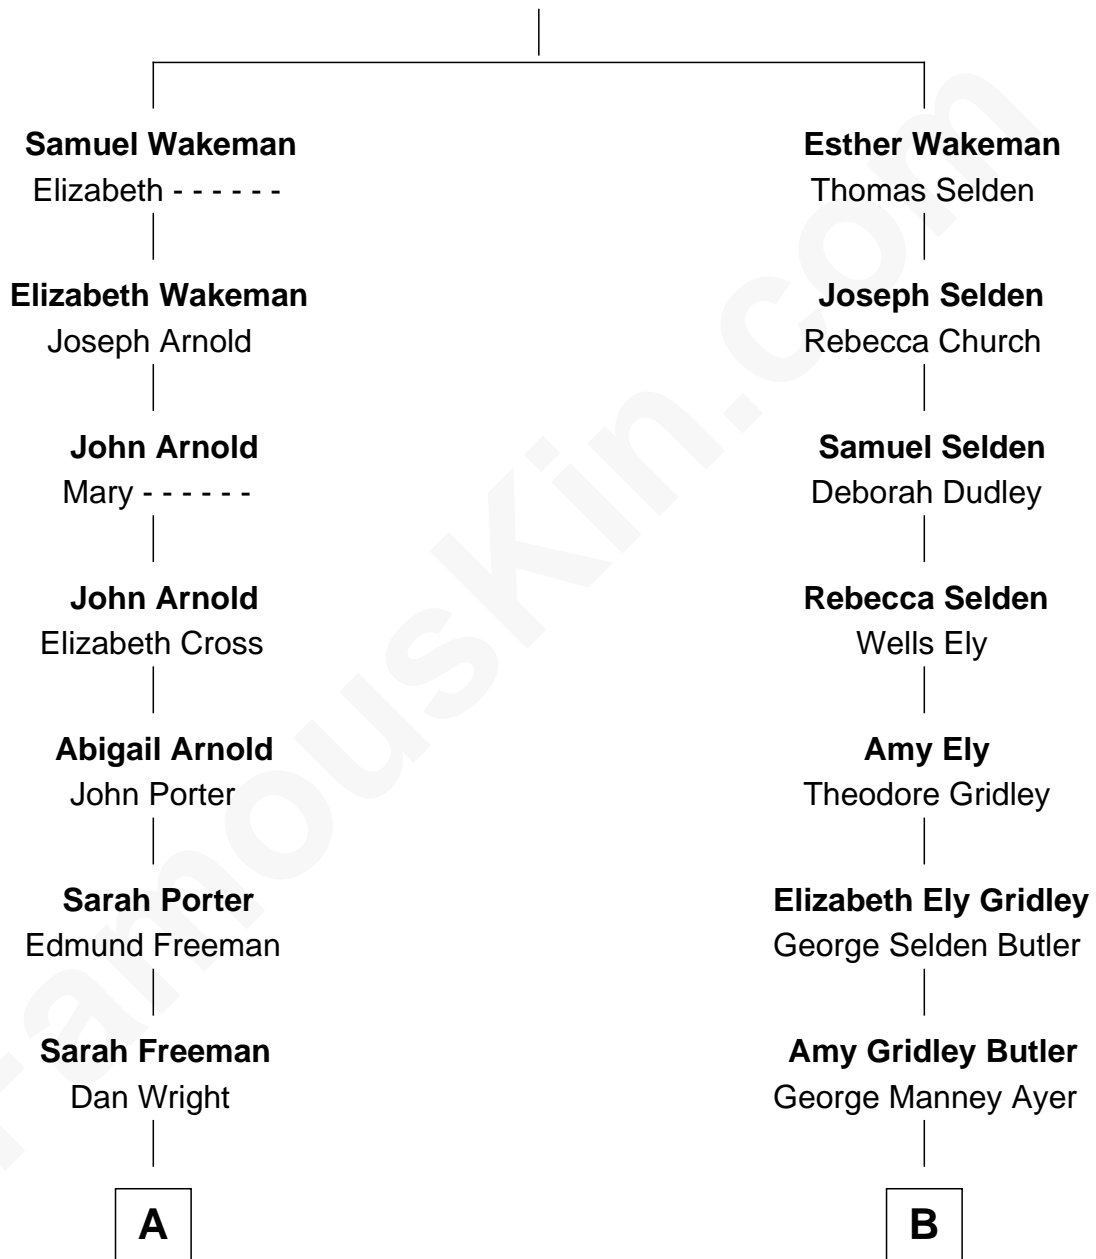 Samuel Wakeman
Elizabeth - - - - - -
Esther Wakeman
Thomas Selden
Elizabeth Wakeman
Joseph Arnold
Joseph Selden
Rebecca Church
John Arnold
Mary - - - - - -
Samuel Selden
Deborah Dudley
John Arnold
Elizabeth Cross
Rebecca Selden
Wells Ely
Abigail Arnold
John Porter
Amy Ely
Theodore Gridley
Sarah Porter
Edmund Freeman
Elizabeth Ely Gridley
George Selden Butler
Sarah Freeman
Dan Wright
Amy Gridley Butler
George Manney Ayer
A
B
FamousKin.com